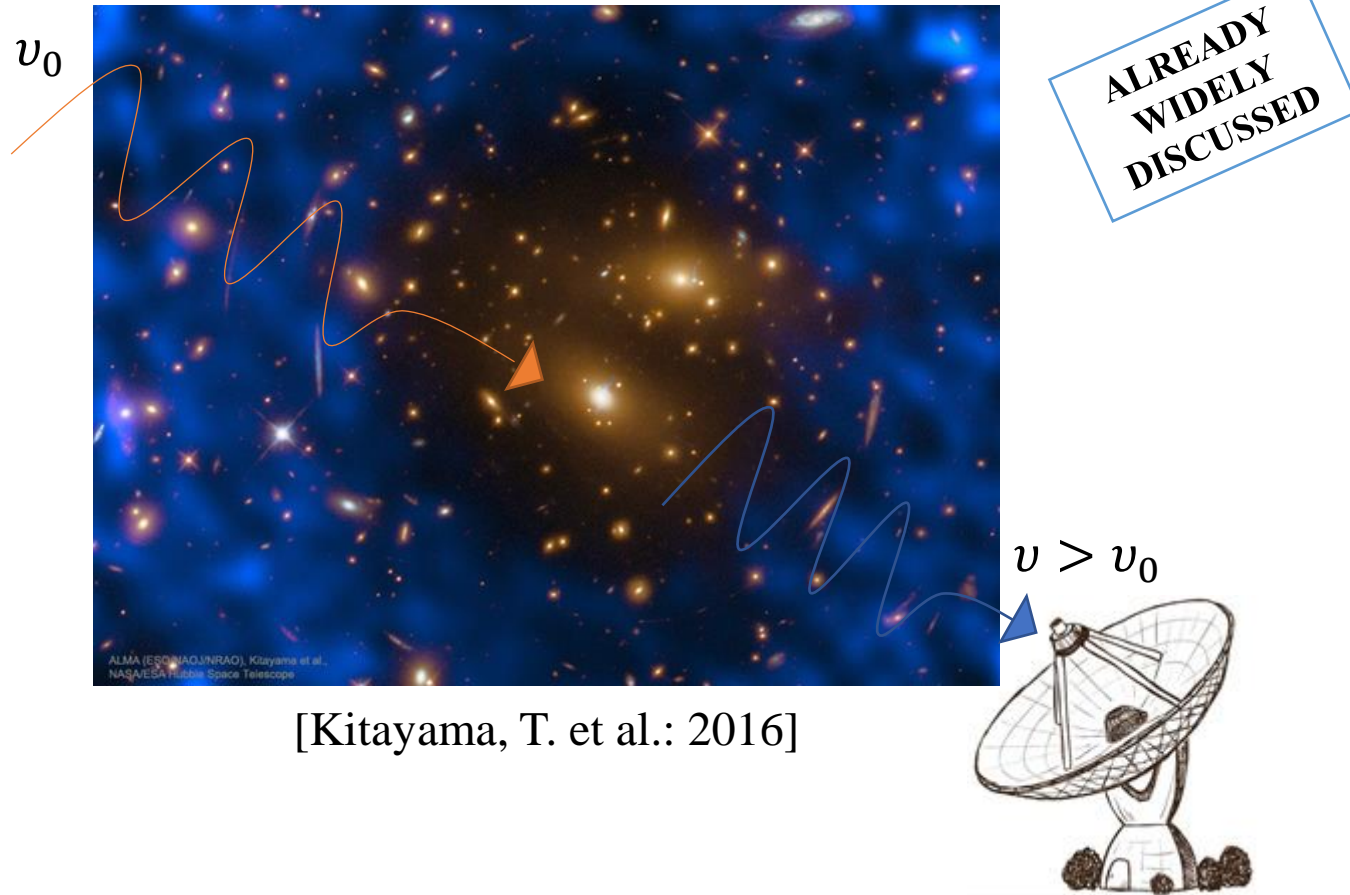 𝜐₀
ALREADY
WIDELY
DISCUSSED
𝜐 > 𝜐₀
ALMA (ESO/NAOJ/NRAO), Kitayama et al.,
NASA/ESA Hubble Space Telescope
[Kitayama, T. et al.: 2016]